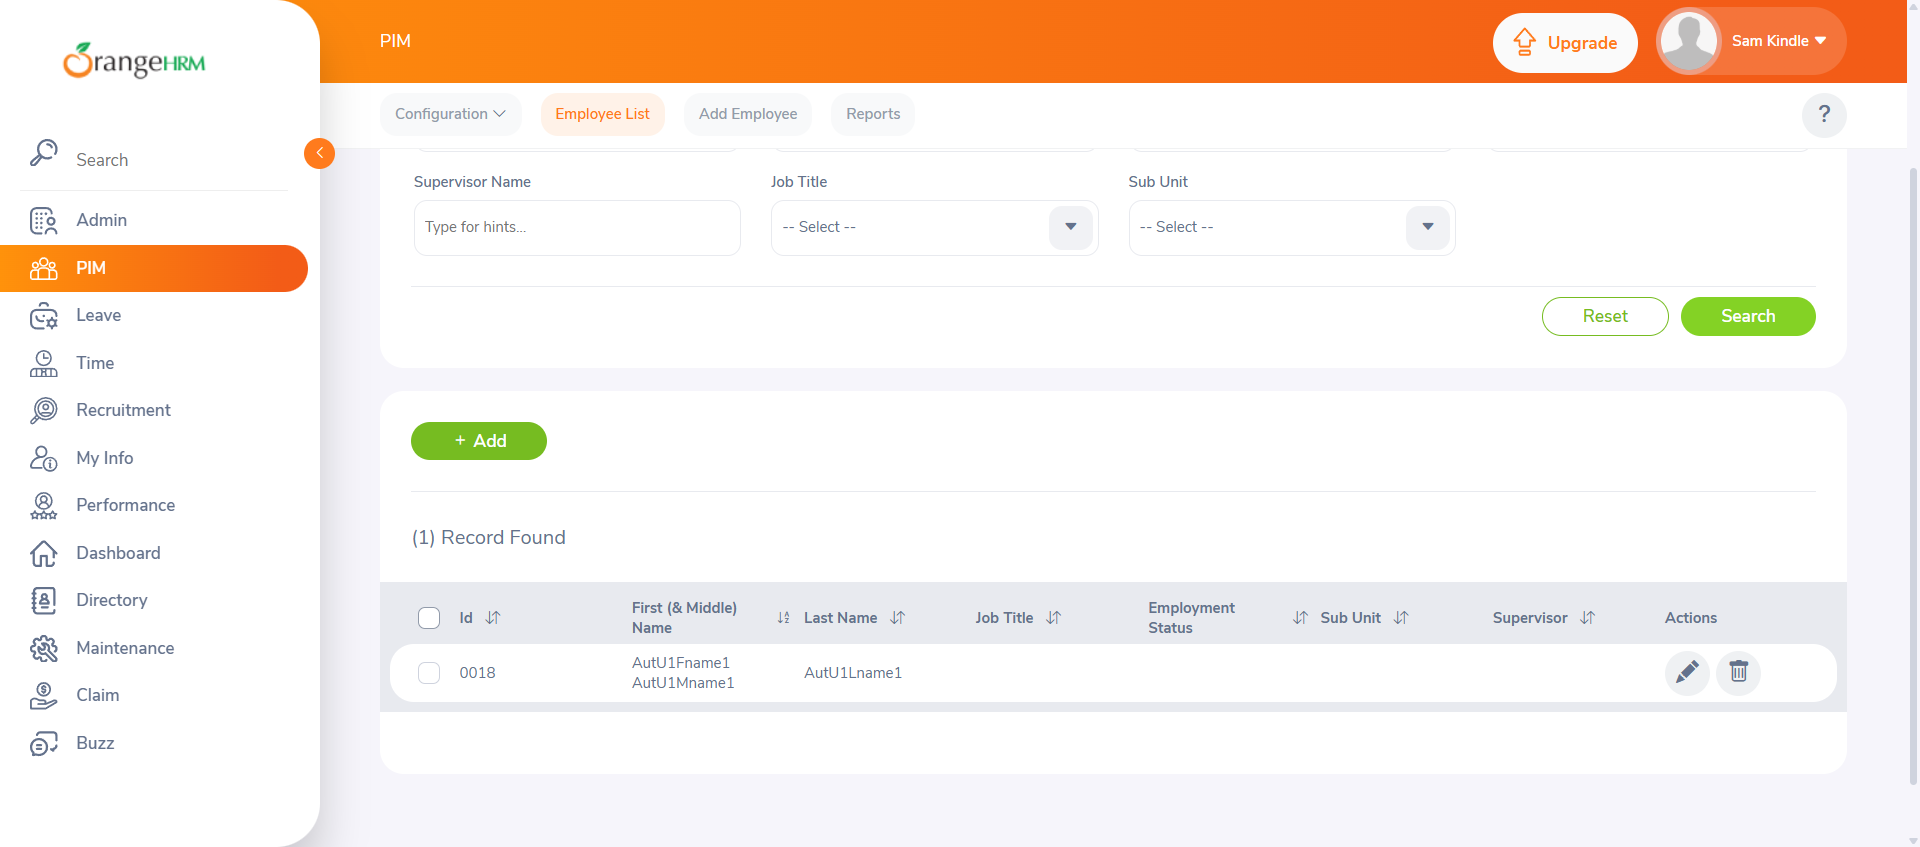 OrangeHRM
PIM
Upgrade
Sam Kindle
Search
Admin
PIM
Leave
Time
Recruitment
My Info
Performance
Dashboard
Directory
Maintenance
Claim
Buzz
Configuration
Employee List
Add Employee
Reports
?
Supervisor Name
Job Title
Sub Unit
Type for hints...
-- Select --
-- Select --
Reset
Search
+ Add
(1) Record Found
Id
First (& Middle)
Name
Last Name
Job Title
Employment
Status
Sub Unit
Supervisor
Actions
0018
AutU1Fname1
AutU1Mname1
AutU1Lname1